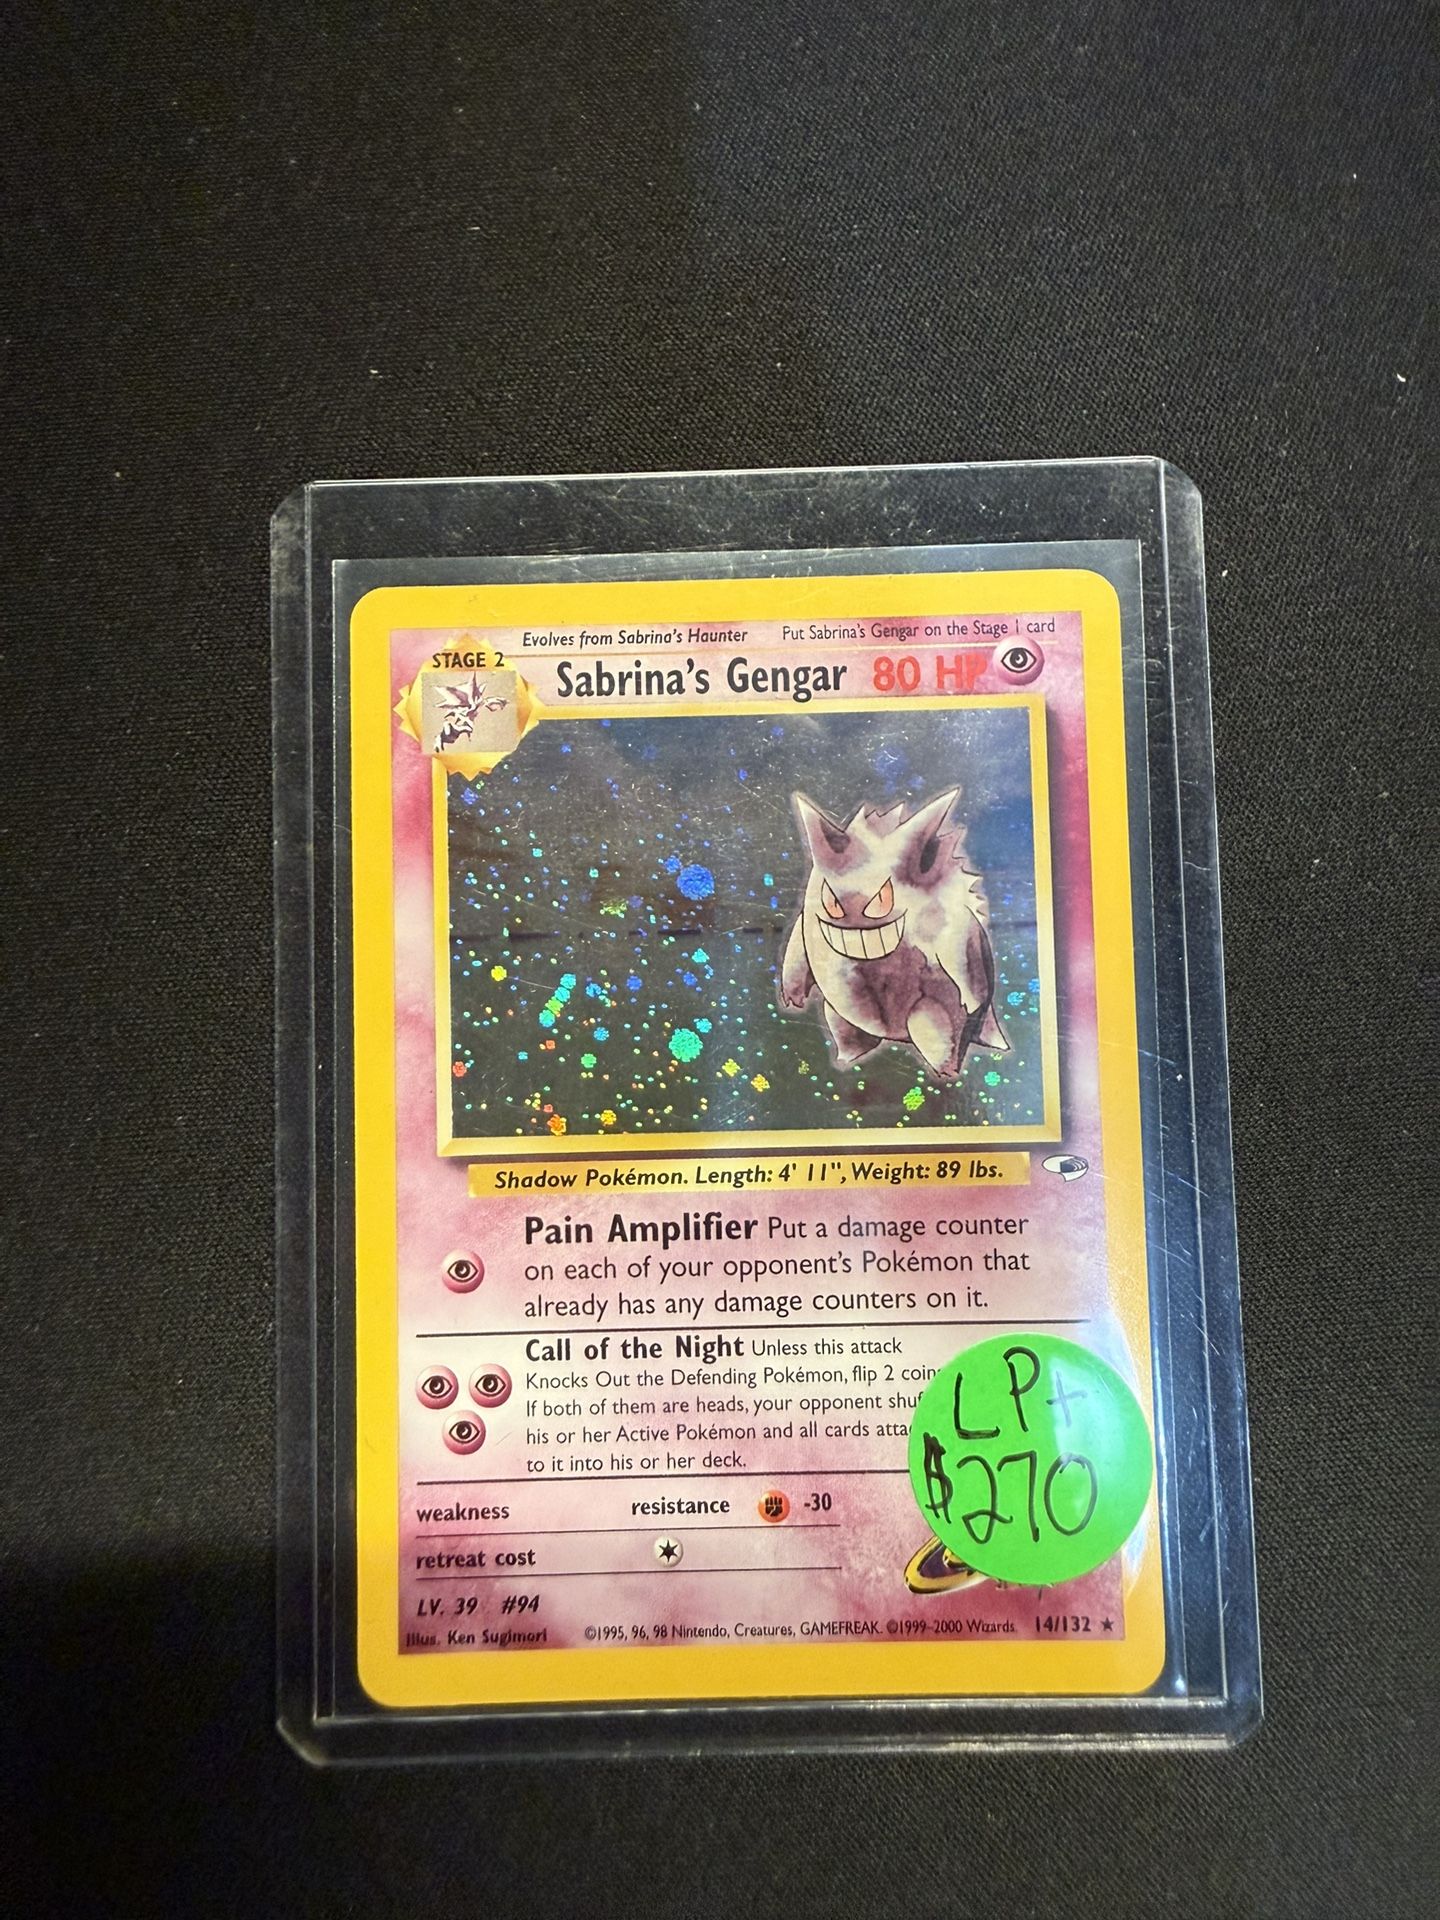 Evolves from Sabrina's Haunter Put Sabrina's Gengar on the Stage 1 card
STAGE 2
Sabrina's Gengar 80 HP
Shadow Pokémon. Length: 4' 11", Weight: 89 lbs.
Pain Amplifier Put a damage counter
on each of your opponent's Pokémon that
already has any damage counters on it.
Call of the Night Unless this attack
Knocks Out the Defending Pokémon, flip 2
If both of them are heads, your opponent
his or her Active Pokémon and all cards
to it into his or her deck.
LP+
$270
weakness resistance -30
retreat cost
LV. 39 #94
Illus. Ken Sugimori ©1995, 96, 98 Nintendo, Creatures, GAMEFREAK. ©1999-2000 Wizards. 14/132 ★